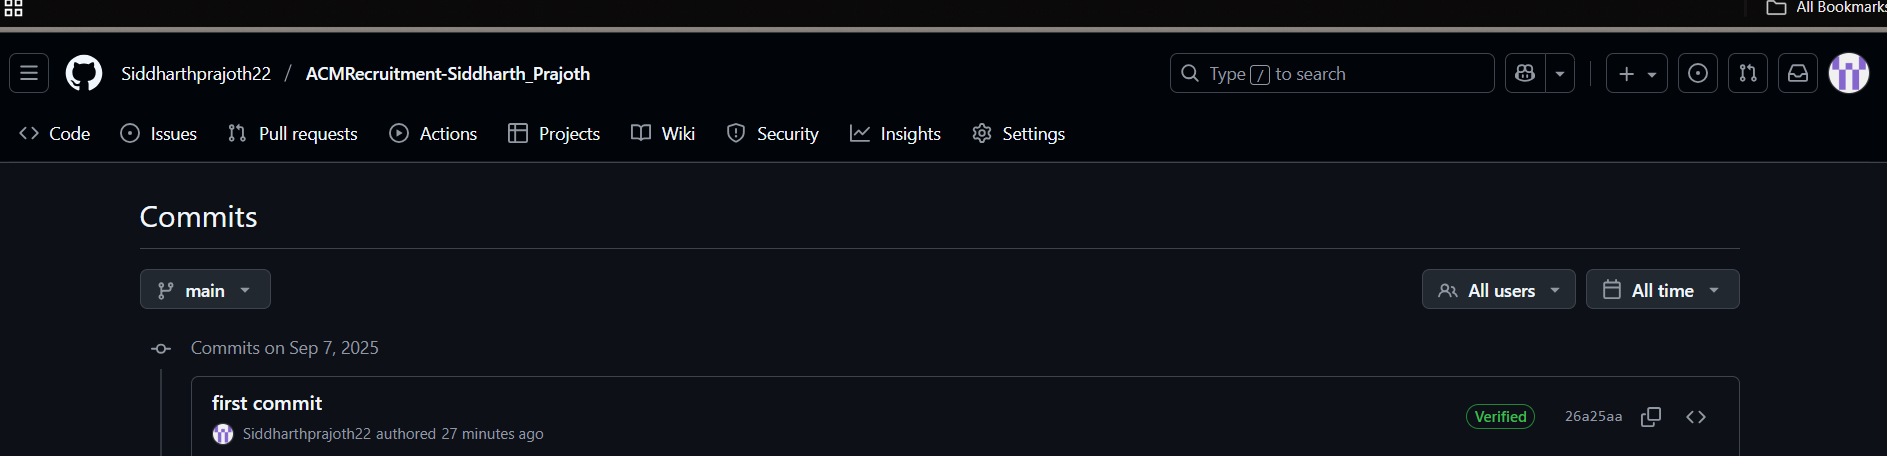 All Bookmarks
Siddharthprajoth22 / ACMRecruitment-Siddharth_Prajoth
Type / to search
Code Issues Pull requests Actions Projects Wiki Security Insights Settings
Commits
main All users All time
Commits on Sep 7, 2025
first commit
Verified 26a25aa
Siddharthprajoth22 authored 27 minutes ago